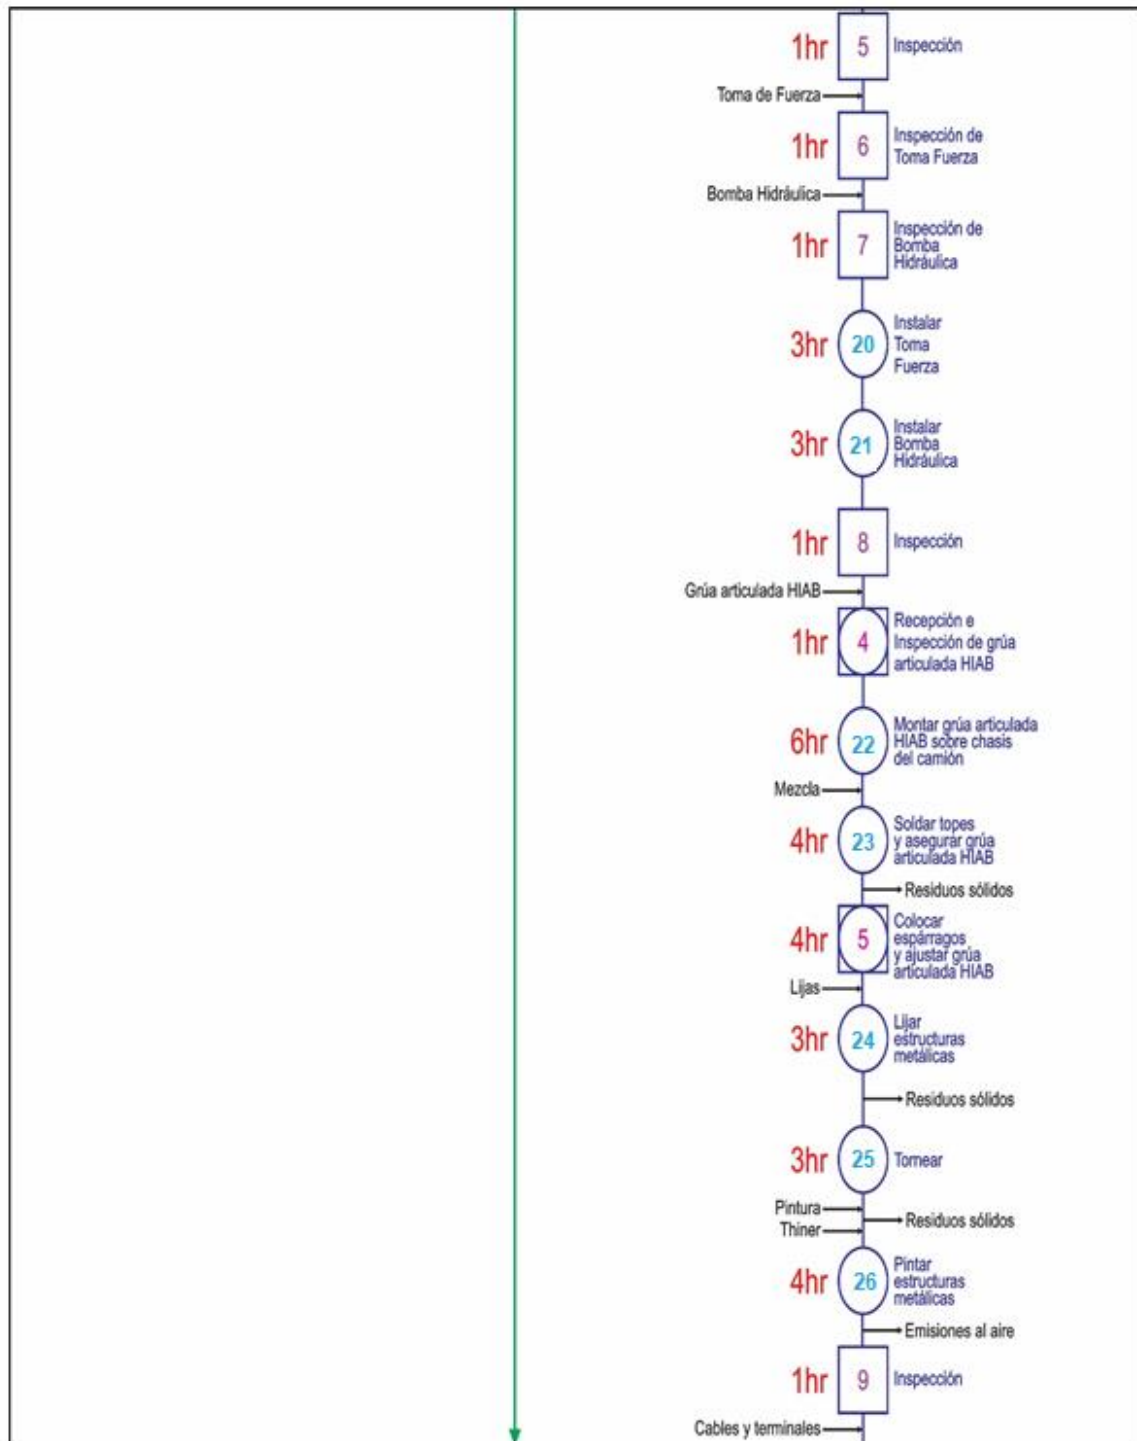 1hr 5 Inspección
Toma de Fuerza
1hr 6 Inspección de
Toma Fuerza
Bomba Hidráulica
1hr 7 Inspección de
Bomba
Hidráulica
3hr 20 Instalar
Toma
Fuerza
3hr 21 Instalar
Bomba
Hidráulica
1hr 8 Inspección
Grúa articulada HIAB
1hr 4 Recepción e
Inspección de grúa
articulada HIAB
6hr 22 Montar grúa articulada
HIAB sobre chasis
del camión
Mezcla
4hr 23 Soldar topes
y asegurar grúa
articulada HIAB
Residuos sólidos
4hr 5 Colocar
espárragos
y ajustar grúa
articulada HIAB
Lijas
3hr 24 Lijar
estructuras
metálicas
Residuos sólidos
3hr 25 Tornear
Pintura
Residuos sólidos
Thiner
4hr 26 Pintar
estructuras
metálicas
Emisiones al aire
1hr 9 Inspección
Cables y terminales